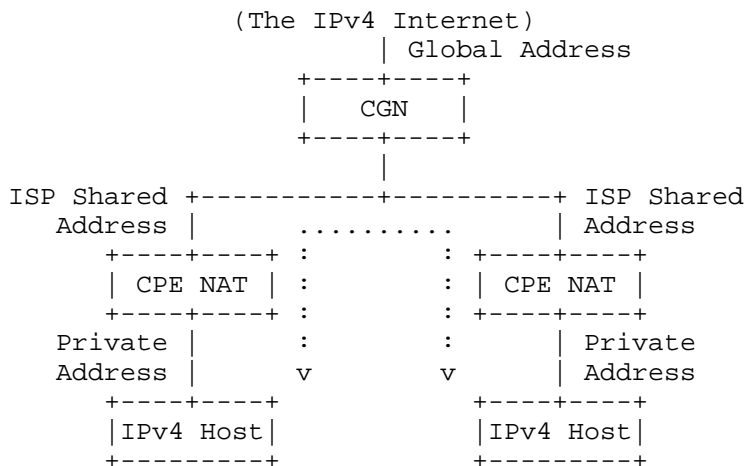 (The IPv4 Internet)
| Global Address
+----+----+
| CGN |
+----+----+
|
ISP Shared +-----------+----------+ ISP Shared
Address | .......... | Address
+----+----+ : : +----+----+
| CPE NAT | : : | CPE NAT |
+----+----+ : : +----+----+
Private | : : | Private
Address | v v | Address
+----+----+ +----+----+
|IPv4 Host| |IPv4 Host|
+---------+ +---------+